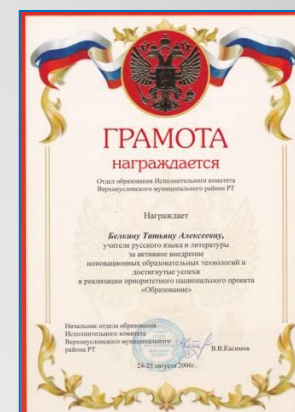 ГРАМОТА
награждается
Отдел образования Исполнительного комитета
Верхнеуслонского муниципального района РТ
Награждает
Белкину Татьяну Алексеевну,
учителя русского языка и литературы
за активное внедрение
инновационных образовательных технологий и
достигнутые успехи
в реализации приоритетного национального проекта
«Образование»
Начальник отдела образования
Исполнительного комитета
Верхнеуслонского муниципального
района РТ
В.В.Касимов
24-25 августа 2006г.